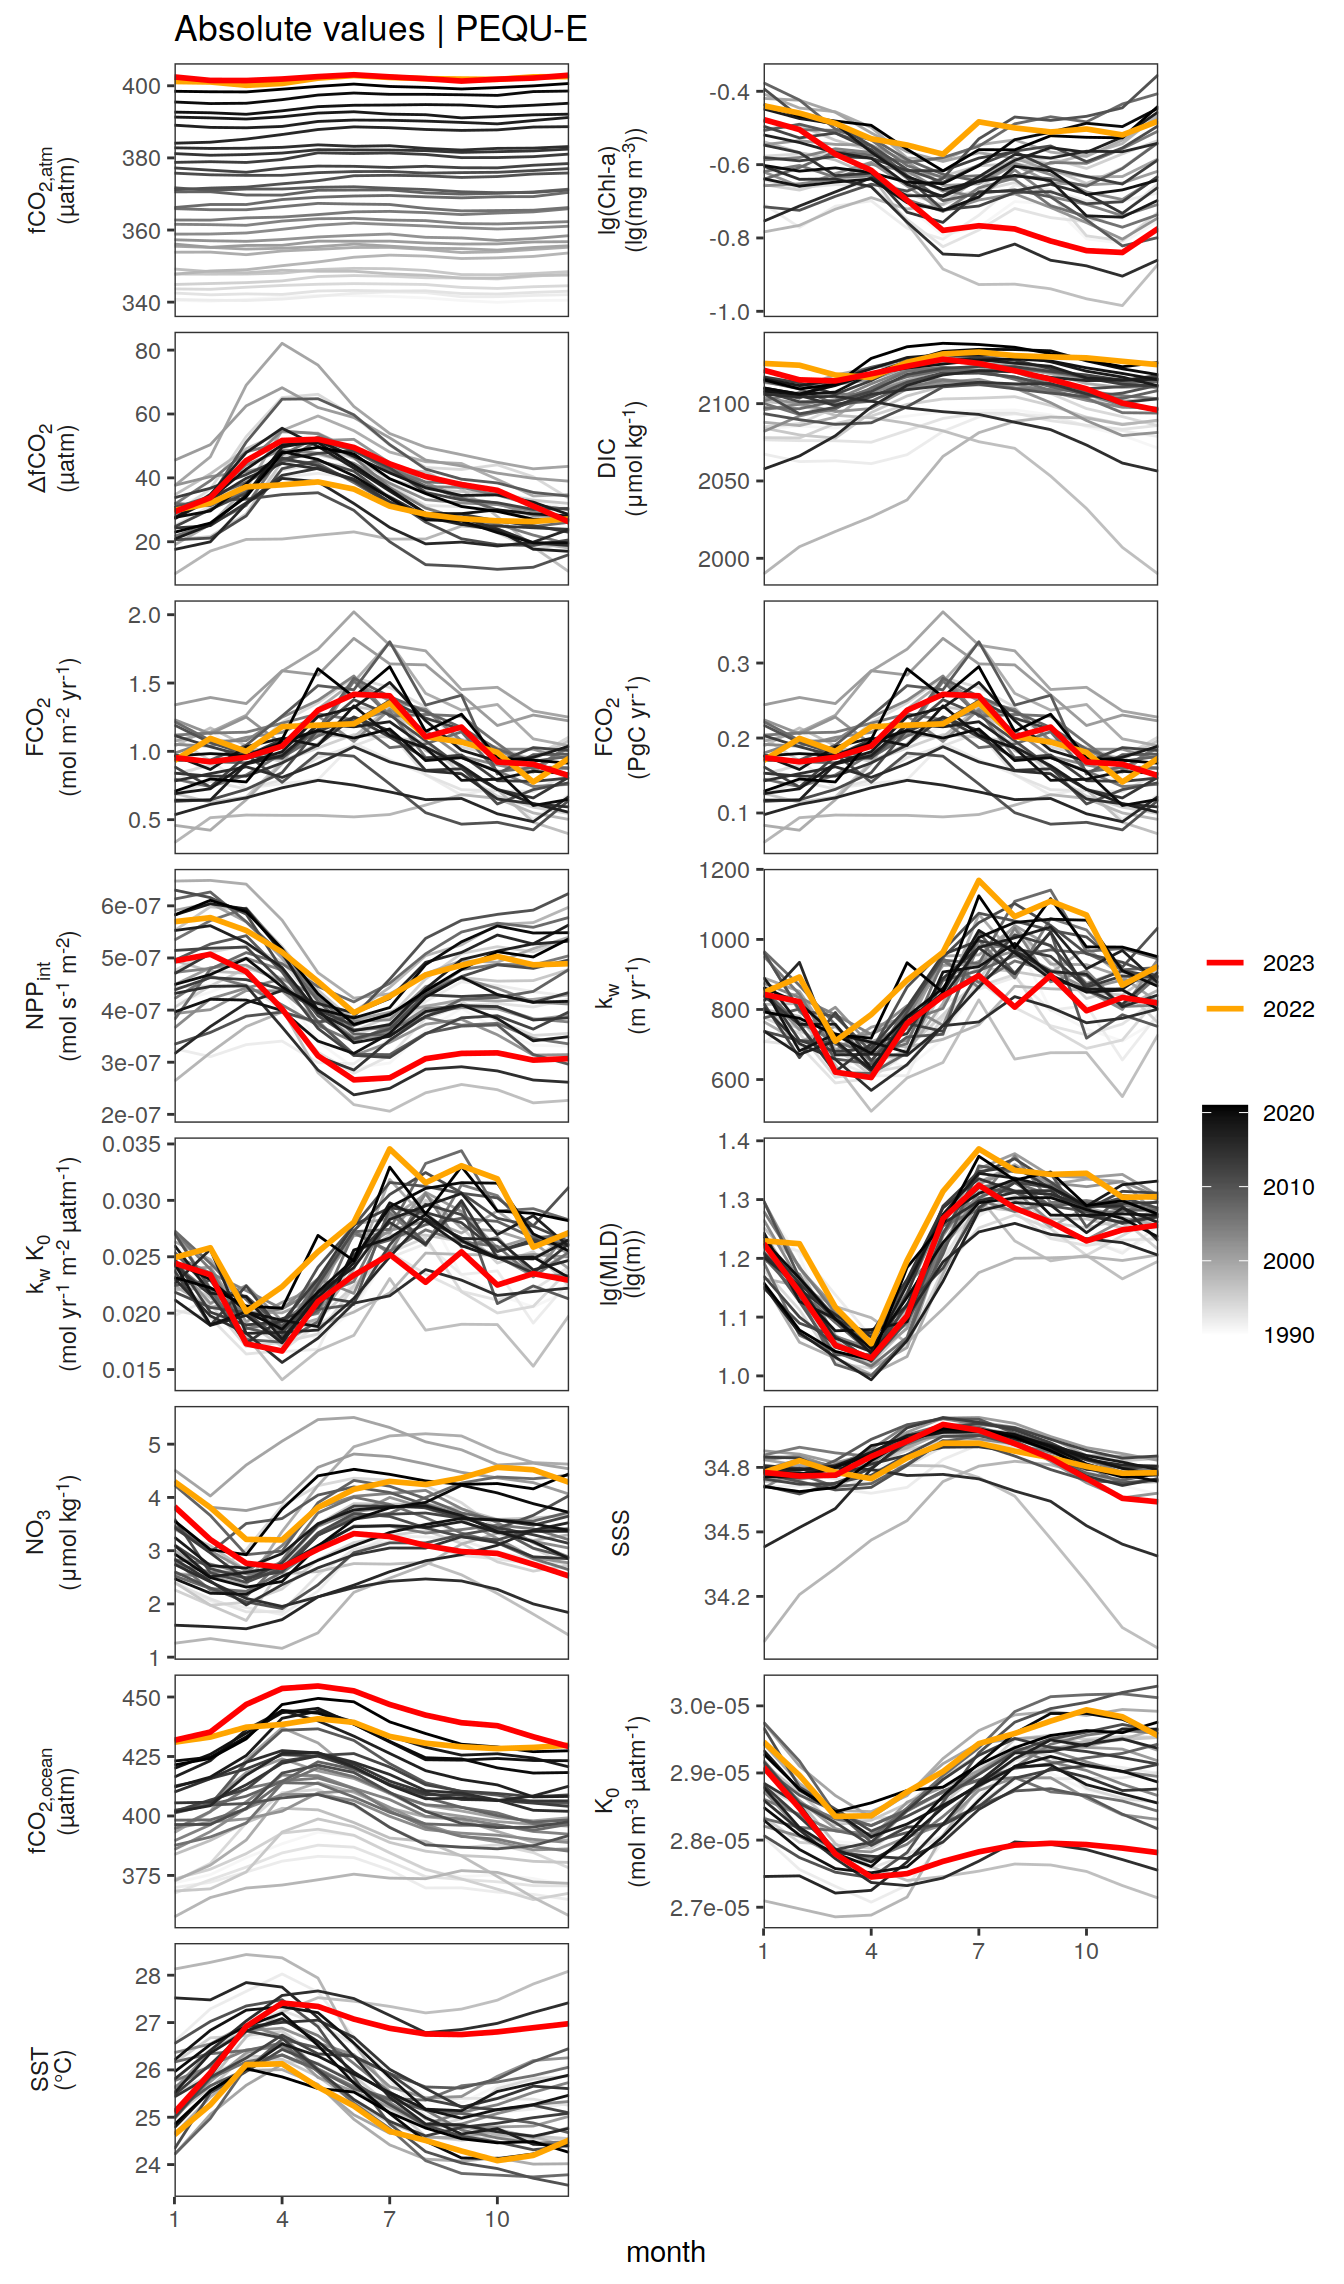 Absolute values | PEQU-E
fCO2,atm
(µatm)
400
380
360
340
lg(Chl-a)
(lg(mg m-3))
-0.4
-0.6
-0.8
-1.0
ΔfCO2
(µatm)
80
60
40
20
DIC
(µmol kg-1)
2100
2050
2000
FCO2
(mol m-2 yr-1)
2.0
1.5
1.0
0.5
FCO2
(PgC yr-1)
0.3
0.2
0.1
NPPint
(mol s-1 m-2)
6e-07
5e-07
4e-07
3e-07
2e-07
kw
(m yr-1)
1200
1000
800
600
kw K0
(mol yr-1 m-2 µatm-1)
0.035
0.030
0.025
0.020
0.015
lg(MLD)
(lg(m))
1.4
1.3
1.2
1.1
1.0
NO3
(µmol kg-1)
5
4
3
2
1
SSS
34.8
34.5
34.2
fCO2,ocean
(µatm)
450
425
400
375
K0
(mol m-3 µatm-1)
3.0e-05
2.9e-05
2.8e-05
2.7e-05
1 4 7 10
SST
(°C)
28
27
26
25
24
1 4 7 10
month
2023
2022
2020
2010
2000
1990